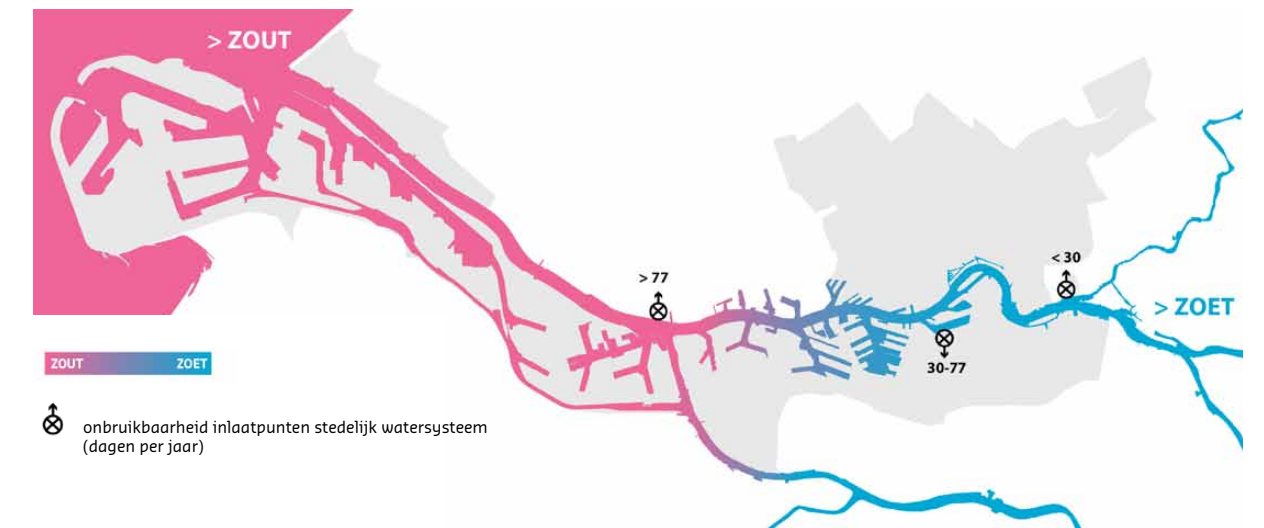 > ZOUT
> 77
< 30
> ZOET
30-77
ZOUT ZOET
onbruikbaarheid inlaatpunten stedelijk watersysteem
(dagen per jaar)